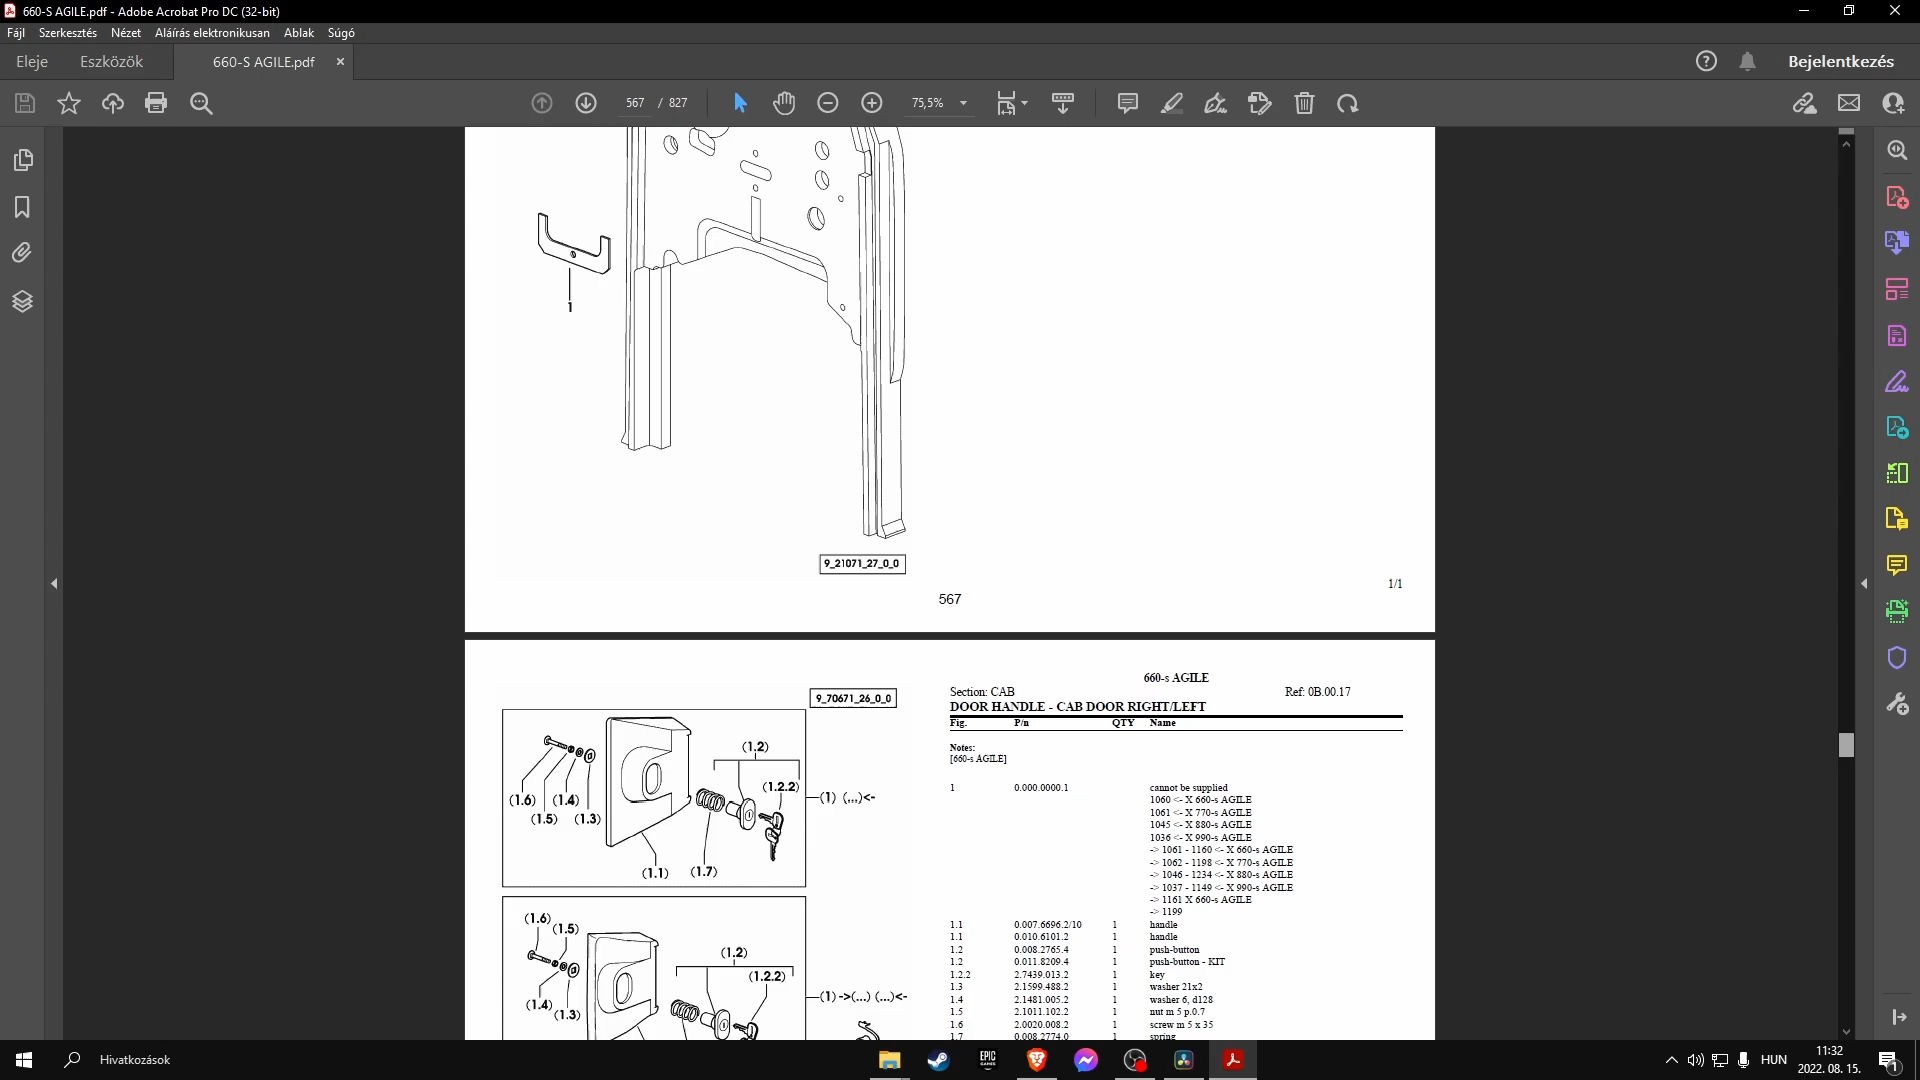 660-S AGILE.pdf - Adobe Acrobat Pro DC (32-bit)
Fájl Szerkesztés Nézet Aláírás elektronikusan Ablak Súgó
Eleje Eszközök 660-S AGILE.pdf Bejelentkezés
567 / 827 75,5%
1
9_21071_27_0_0
1/1
567
660-s AGILE
Section: CAB Ref: 0B.00.17
DOOR HANDLE - CAB DOOR RIGHT/LEFT
Fig. P/n QTY Name
Notes:
[660-s AGILE]
1 0.000.0000.1 cannot be supplied
1060 <- X 660-s AGILE
1061 <- X 770-s AGILE
1045 <- X 880-s AGILE
1036 <- X 990-s AGILE
-> 1061 - 1160 <- X 660-s AGILE
-> 1062 - 1198 <- X 770-s AGILE
-> 1046 - 1234 <- X 880-s AGILE
-> 1037 - 1149 <- X 990-s AGILE
-> 1161 X 660-s AGILE
-> 1199
1.1 0.007.6696.2/10 1 handle
1.1 0.010.6101.2 1 handle
1.2 0.008.2765.4 1 push-button
1.2 0.011.8209.4 1 push-button - KIT
1.2.2 2.7439.013.2 1 key
1.3 2.1599.488.2 1 washer 21x2
1.4 2.1481.005.2 1 washer 6, d128
1.5 2.1011.102.2 1 nut m 5 p.0.7
1.6 2.0020.008.2 1 screw m 5 x 35
1.7 0.008.2774.0 1 spring
9_70671_26_0_0
(1.2)
(1.2.2)
(1.6) (1.4)
(1) (...)<-
(1.5) (1.3)
(1.1) (1.7)
(1.6)
(1.5)
(1.2)
(1.2.2)
(1) ->(...) (...)<-
(1.4)
(1.3)
Hivatkozások
EPIC GAMES
HUN
11:32
2022. 08. 15.
1